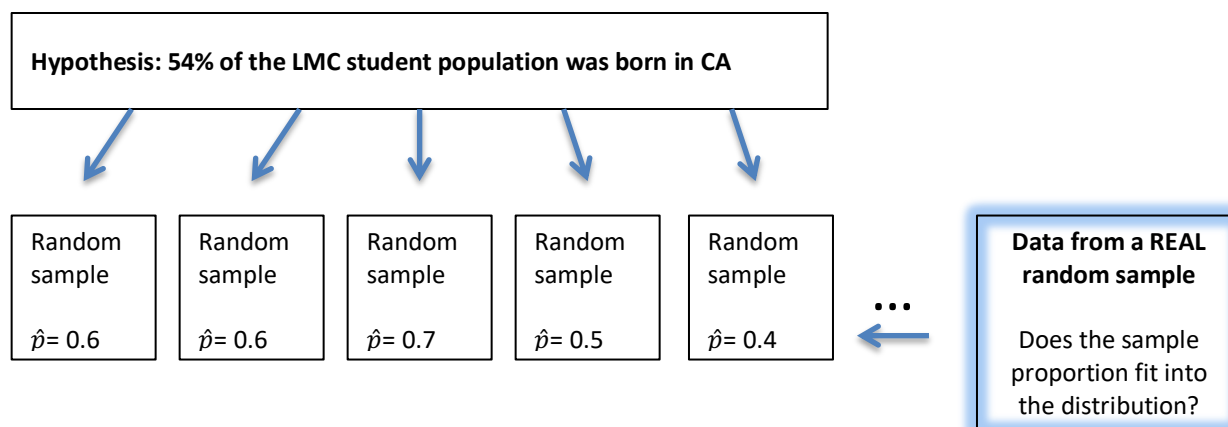 Hypothesis: 54% of the LMC student population was born in CA
Random
sample
p̂= 0.6
Random
sample
p̂= 0.6
Random
sample
p̂= 0.7
Random
sample
p̂= 0.5
Random
sample
p̂= 0.4
...
Data from a REAL
random sample
Does the sample
proportion fit into
the distribution?